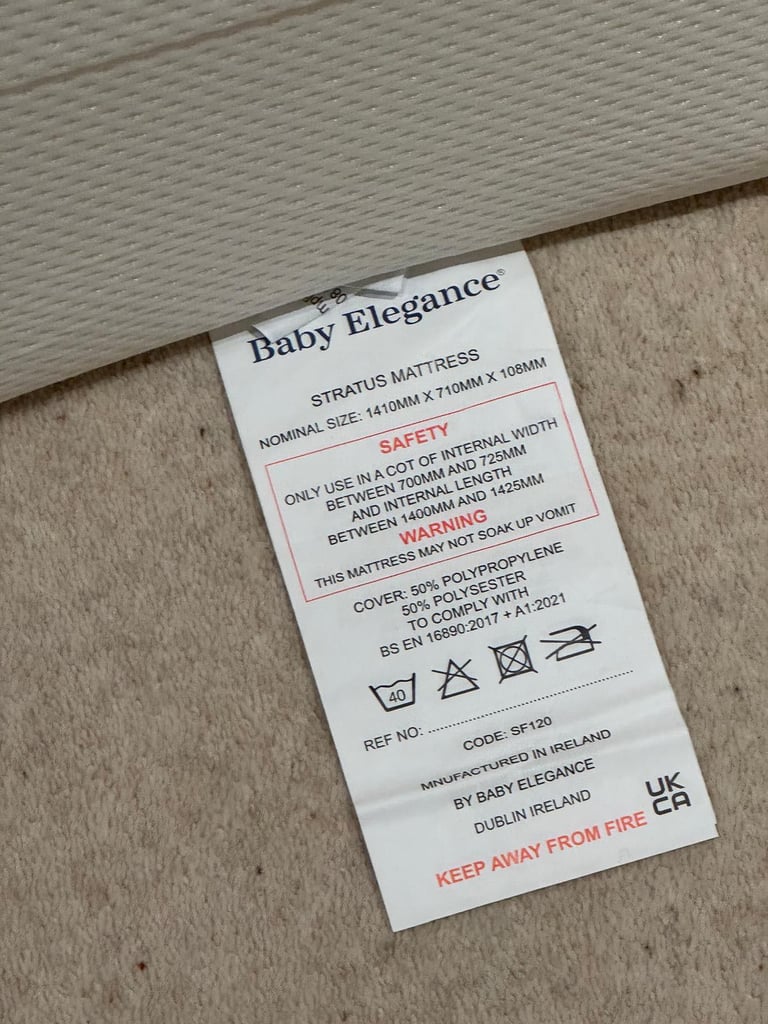 Baby Elegance®
STRATUS MATTRESS
NOMINAL SIZE: 1410MM X 710MM X 108MM
SAFETY
ONLY USE IN A COT OF INTERNAL WIDTH
BETWEEN 700MM AND 725MM
AND INTERNAL LENGTH
BETWEEN 1400MM AND 1425MM
WARNING
THIS MATTRESS MAY NOT SOAK UP VOMIT
COVER: 50% POLYPROPYLENE
50% POLYSESTER
TO COMPLY WITH
BS EN 16890:2017 + A1:2021
40
REF NO: ........................................
CODE: SF120
MNUFACTURED IN IRELAND
BY BABY ELEGANCE
DUBLIN IRELAND
UK
CA
KEEP AWAY FROM FIRE